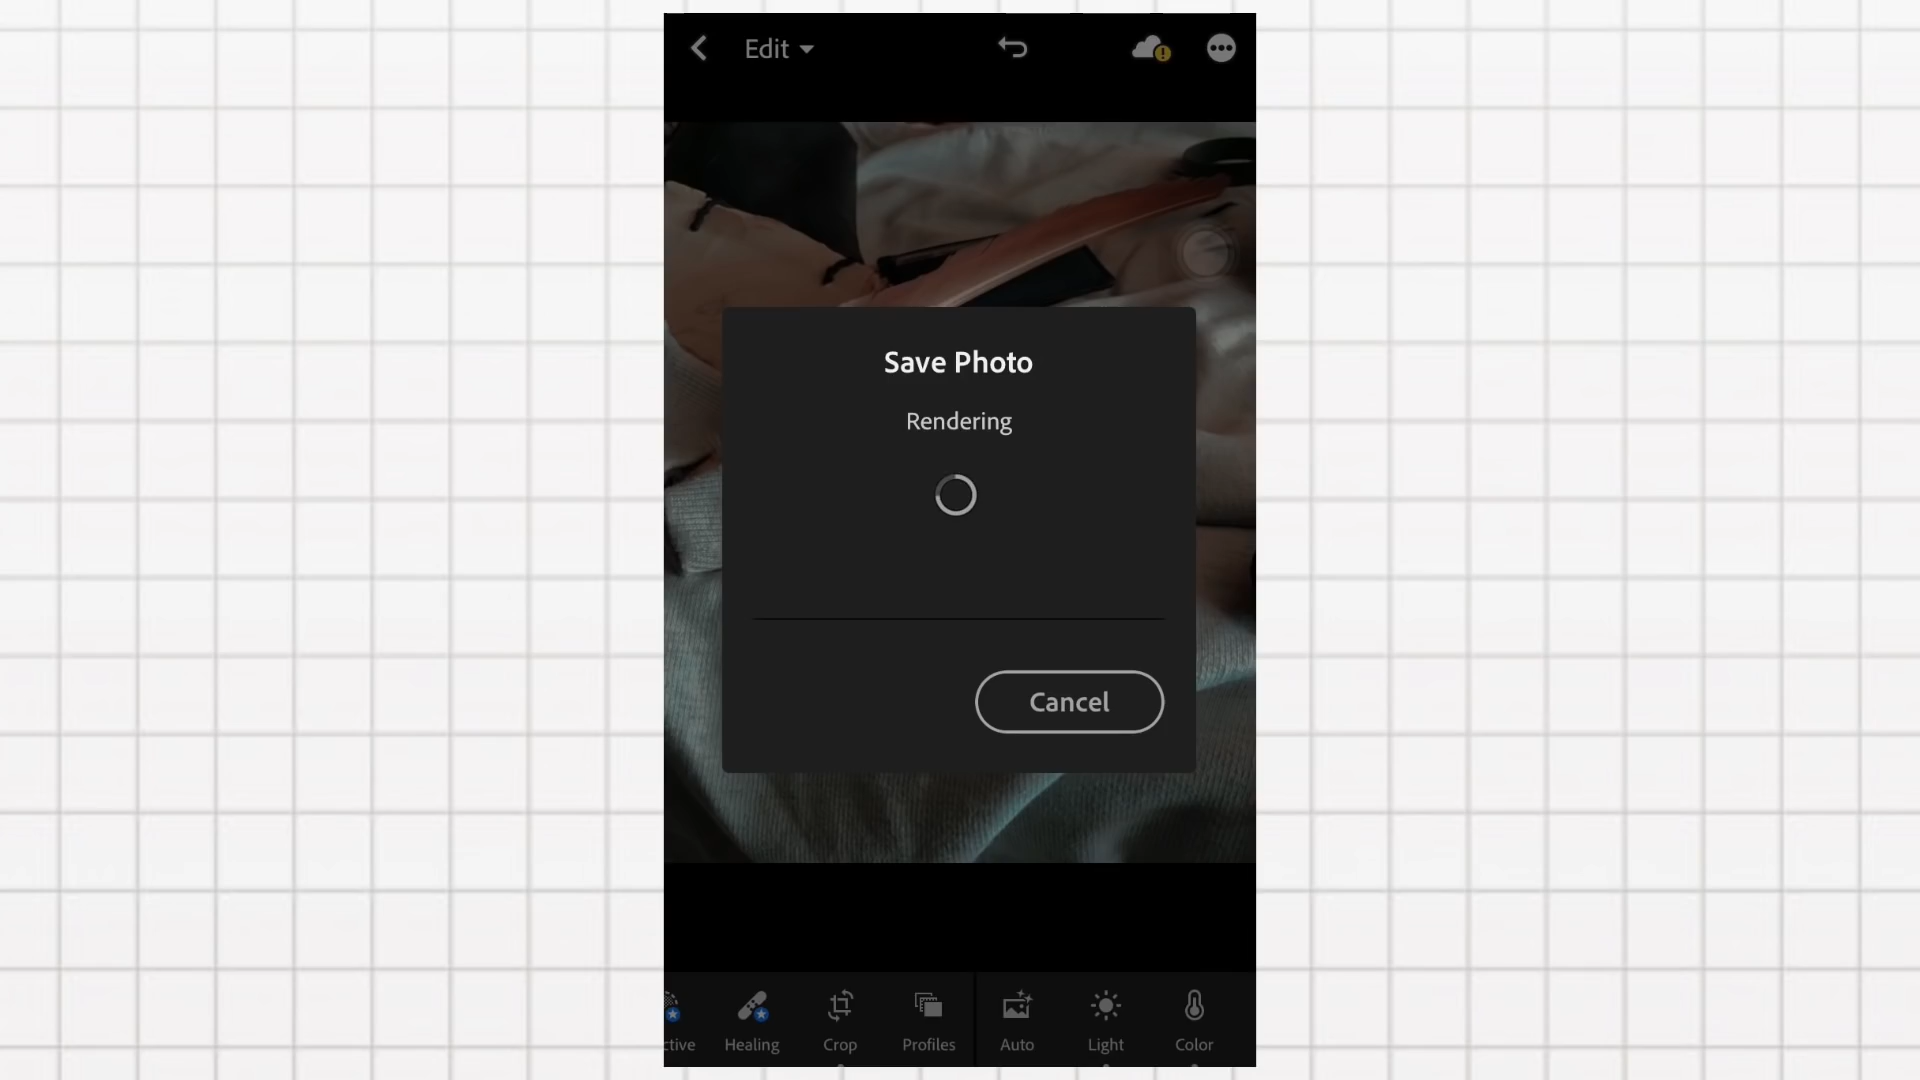 Edit
Save Photo
Rendering
Cancel
ctive Healing Crop Profiles Auto Light Color